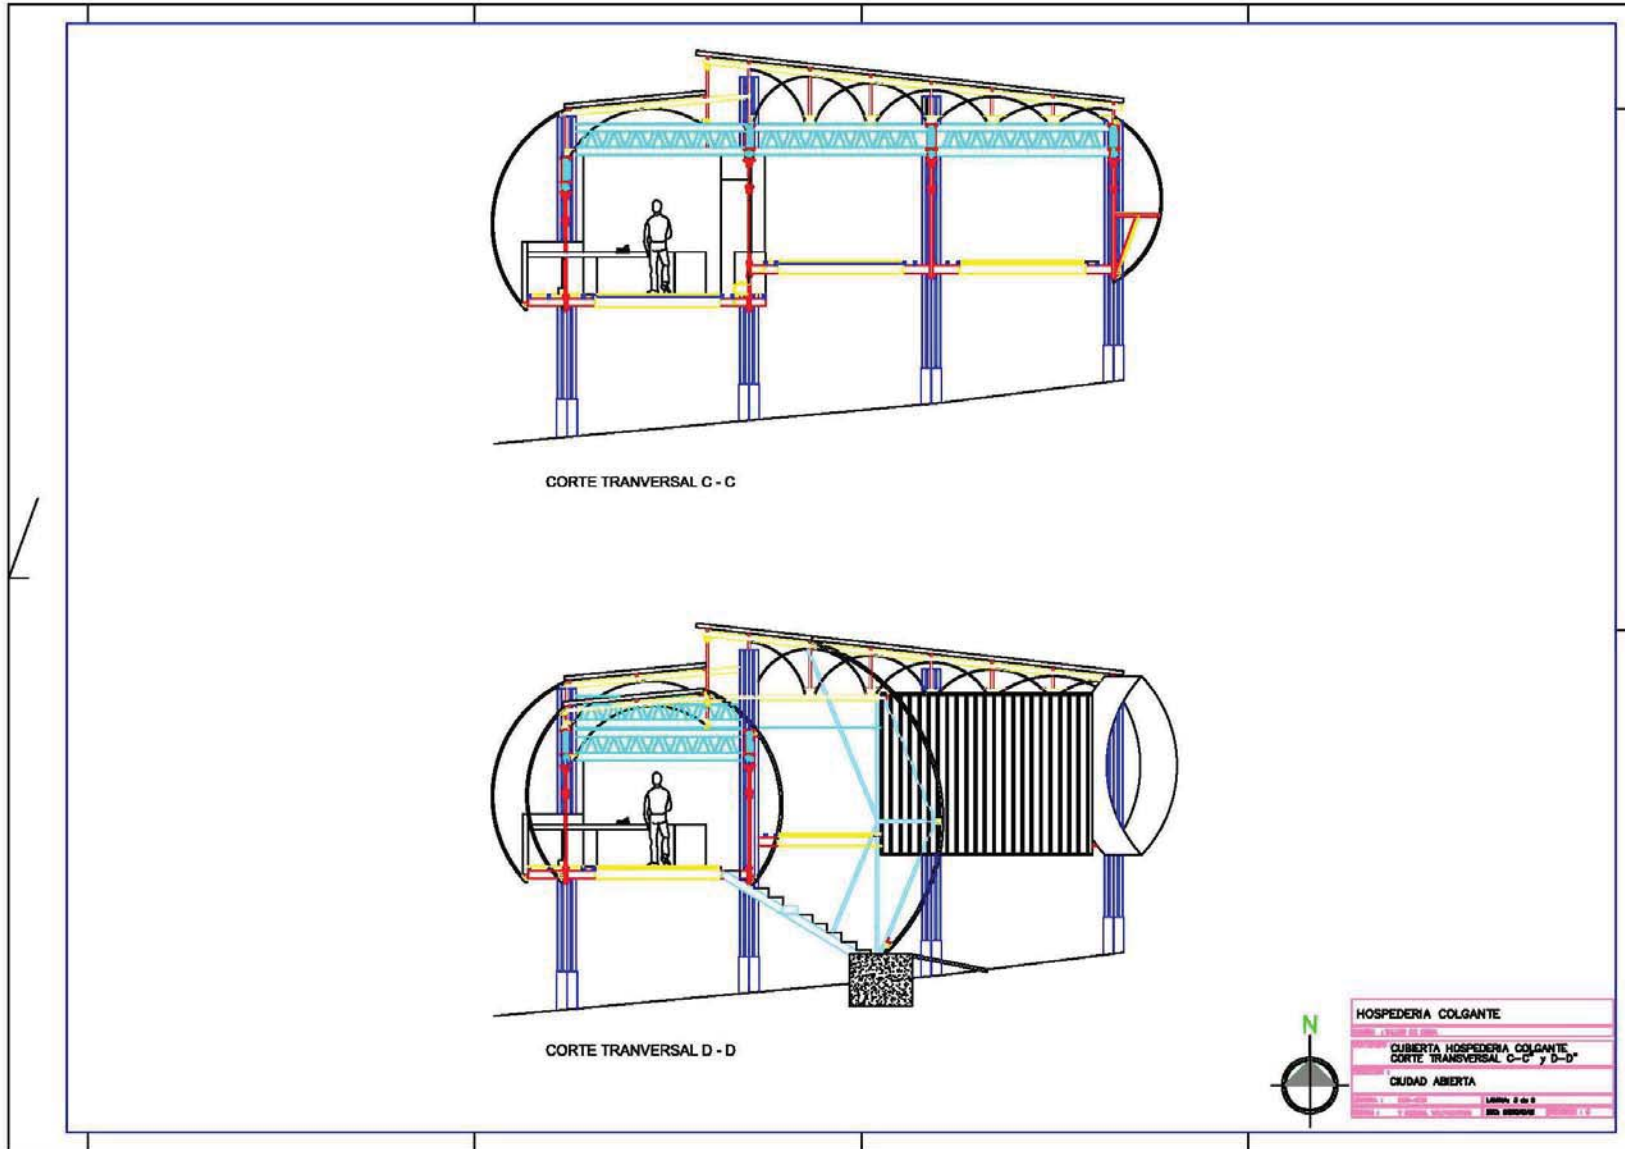 CORTE TRANVERSAL C - C
CORTE TRANVERSAL D - D
N
HOSPEDERIA COLGANTE
CUBIERTA HOSPEDERIA COLGANTE
CORTE TRANSVERSAL C-C" y D-D"
CIUDAD ABIERTA